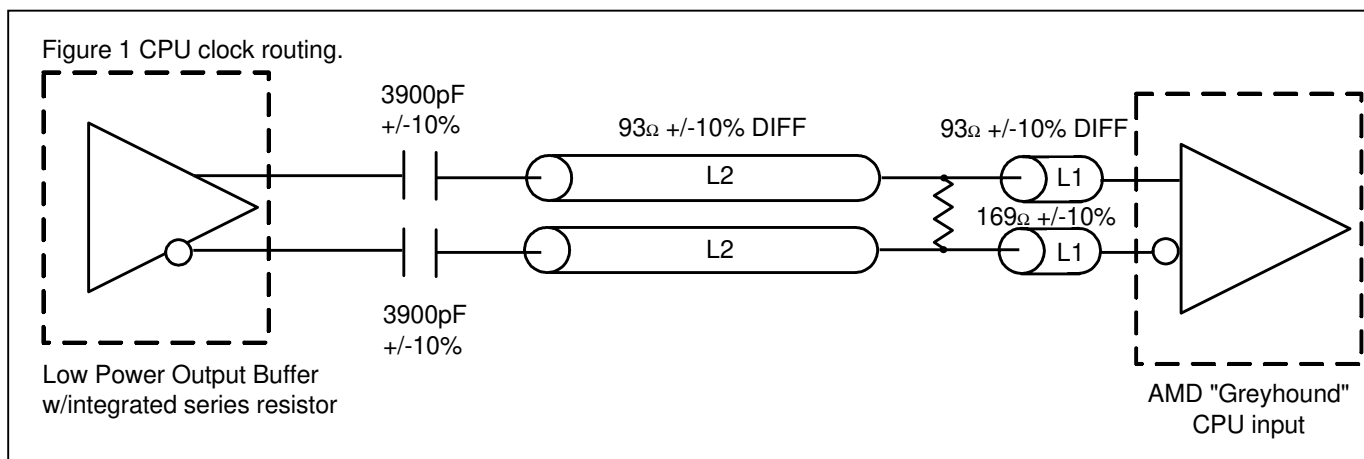 Figure 1 CPU clock routing.
3900pF
+/-10%
93Ω +/-10% DIFF
93Ω +/-10% DIFF
L2
L1
169Ω +/-10%
L2
L1
3900pF
+/-10%
Low Power Output Buffer
w/integrated series resistor
AMD "Greyhound"
CPU input